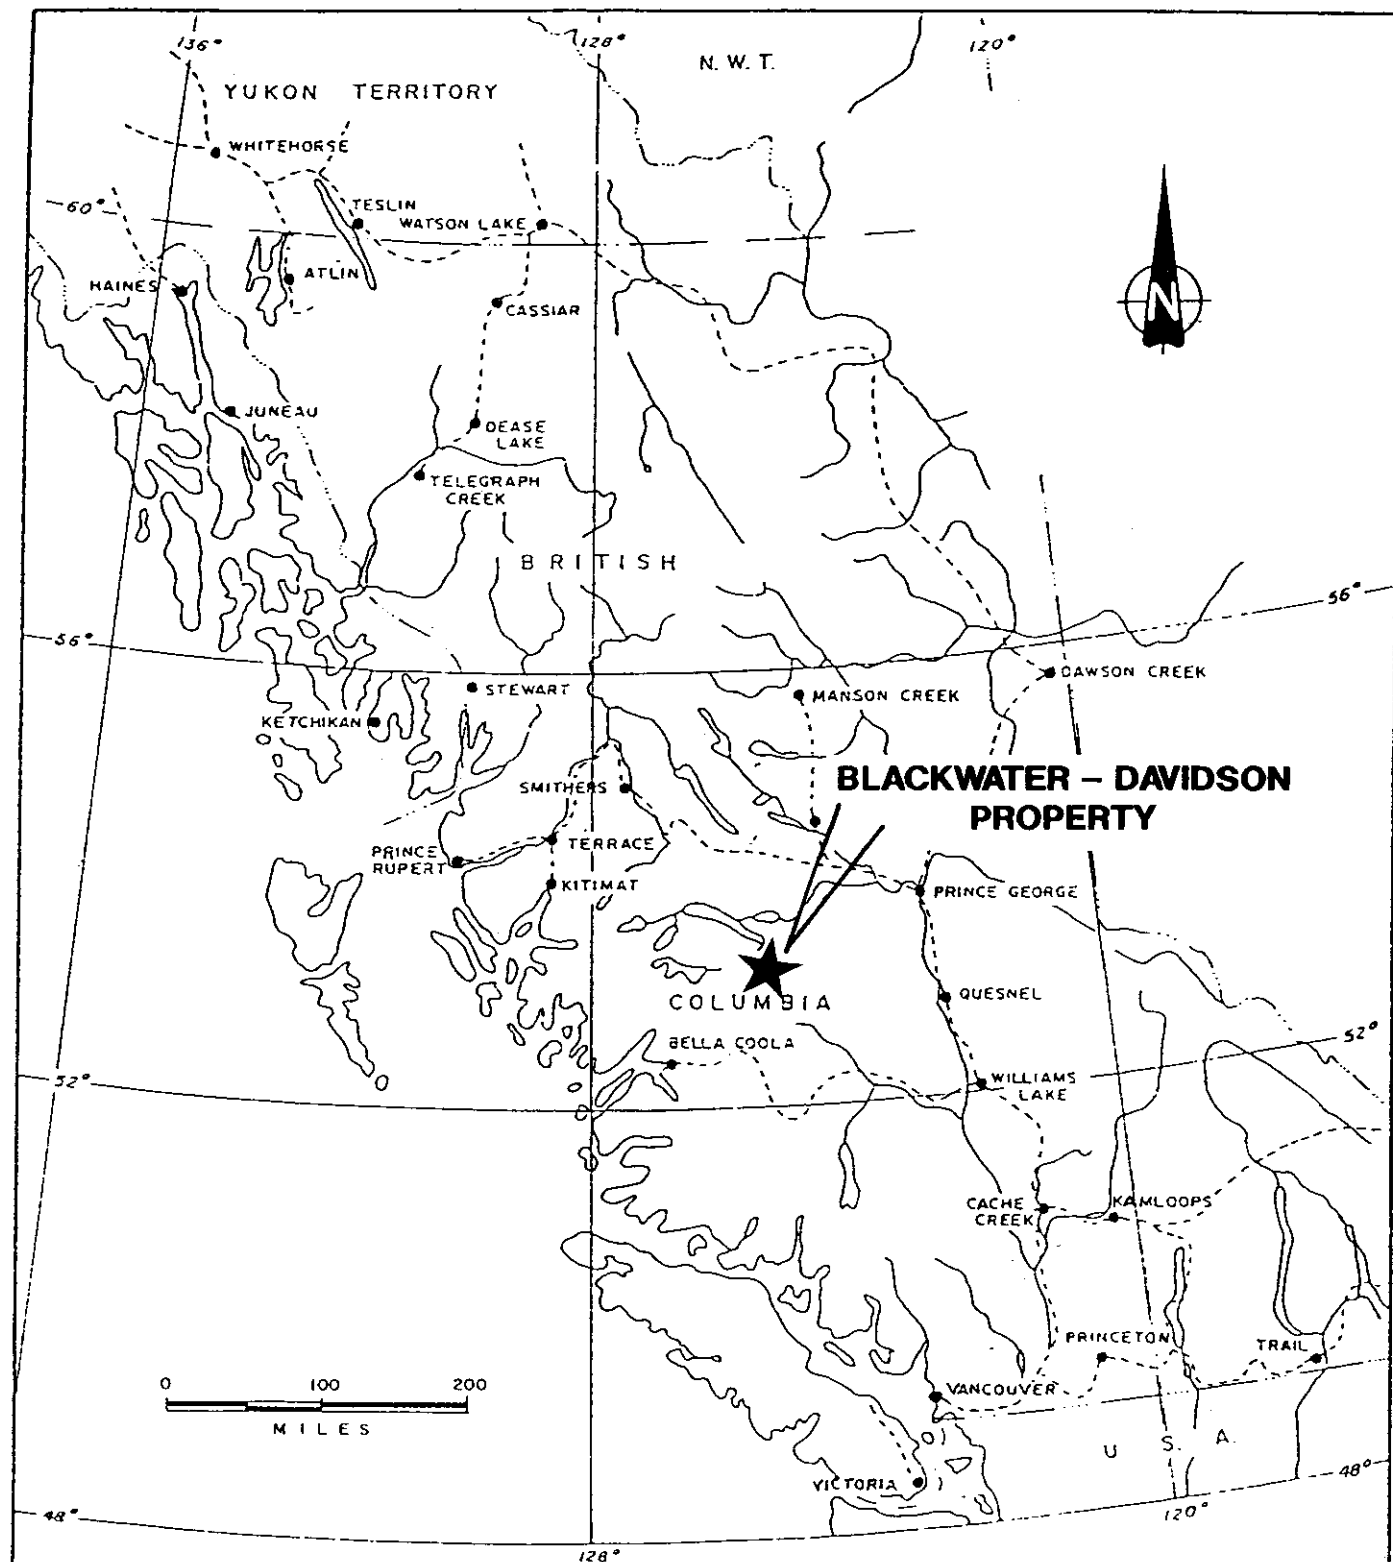 136°
128°
120°
N.W.T.
YUKON TERRITORY
WHITEHORSE
60°
TESLIN
WATSON LAKE
HAINES
ATLIN
CASSIAR
N
JUNEAU
DEASE
LAKE
TELEGRAPH
CREEK
BRITISH
56°
56°
STEWART
MANSON CREEK
DAWSON CREEK
KETCHIKAN
SMITHERS
BLACKWATER – DAVIDSON
PROPERTY
TERRACE
PRINCE
RUPERT
KITIMAT
PRINCE GEORGE
COLUMBIA
QUESNEL
BELLA COOLA
52°
52°
WILLIAMS
LAKE
CACHE
CREEK
KAMLOOPS
PRINCETON
TRAIL
0 100 200
MILES
VANCOUVER
U. S. A.
VICTORIA
48°
48°
120°
128°